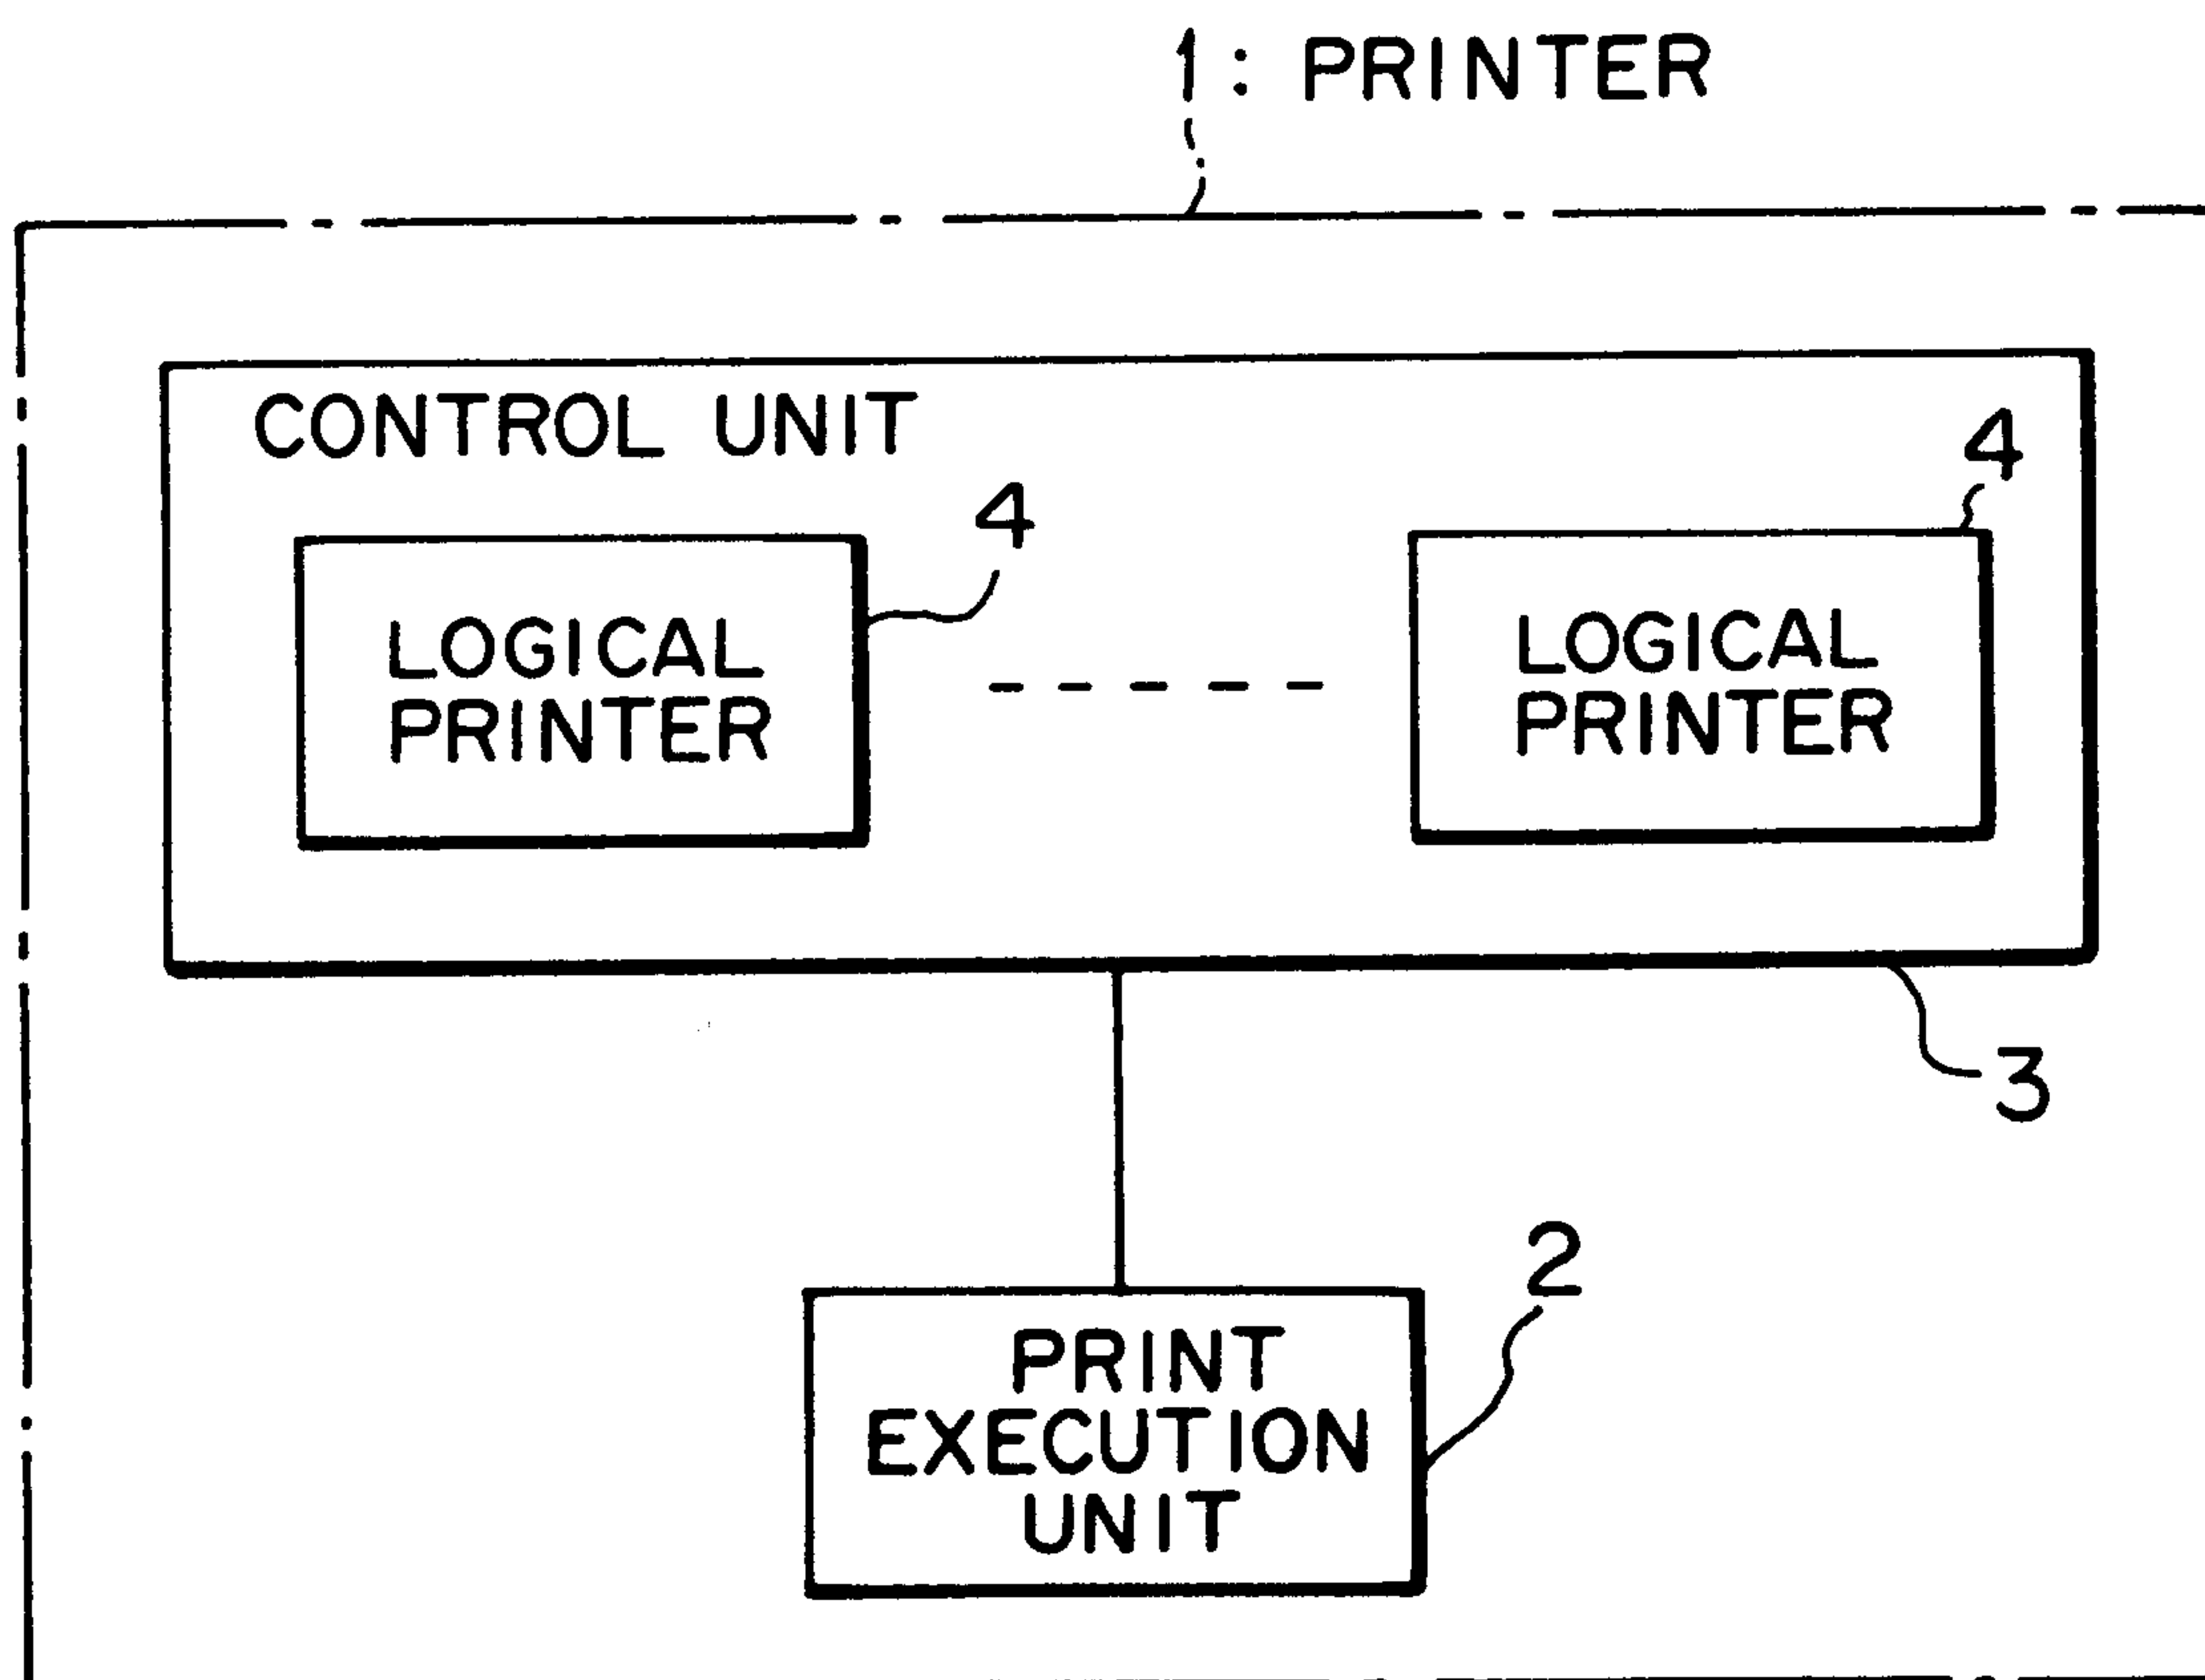 1: PRINTER
CONTROL UNIT
4
4
LOGICAL
PRINTER
LOGICAL
PRINTER
3
2
PRINT
EXECUTION
UNIT